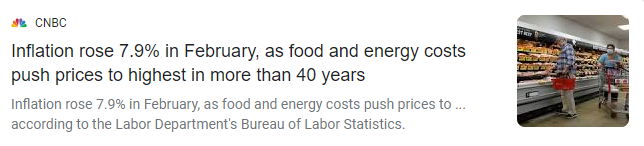 CNBC
Inflation rose 7.9% in February, as food and energy costs
push prices to highest in more than 40 years
Inflation rose 7.9% in February, as food and energy costs push prices to ...
according to the Labor Department's Bureau of Labor Statistics.